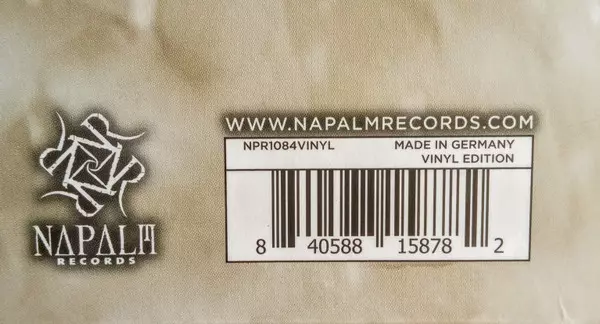 NAPALM
RECORDS
WWW.NAPALMRECORDS.COM
NPR1084VINYL
MADE IN GERMANY
VINYL EDITION
8 40588 15878 2